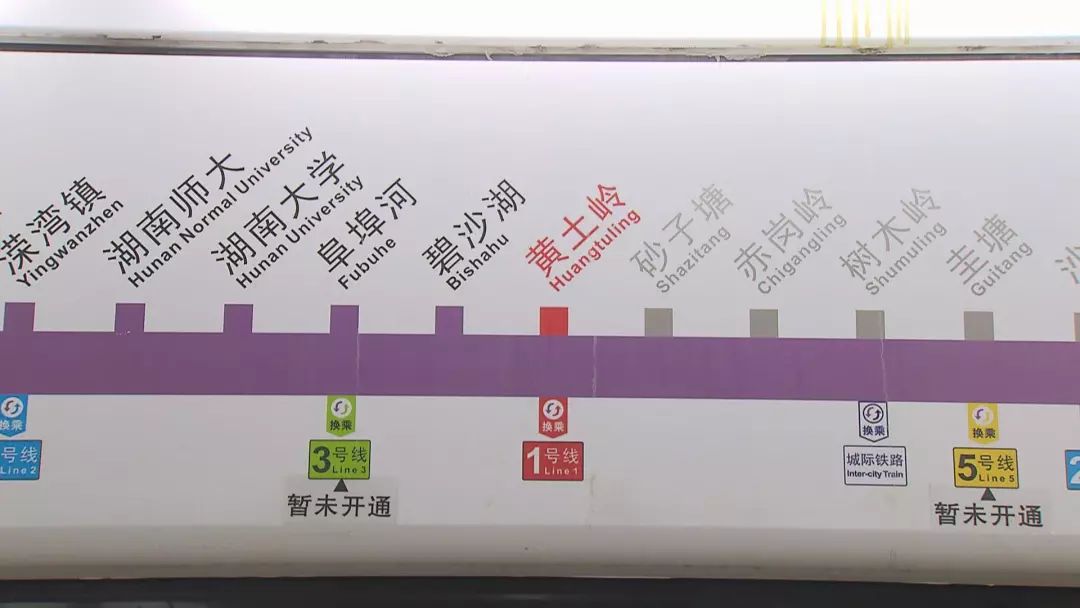 溁湾镇
Yingwanzhen
湖南师大
Hunan Normal University
湖南大学
Hunan University
阜埠河
Fubuhe
碧沙湖
Bishahu
黄土岭
Huangtuling
砂子塘
Shazitang
赤岗岭
Chigangling
树木岭
Shumuling
圭塘
Guitang
沙
换乘
号线
Line 2
换乘
3号线
Line 3
暂未开通
换乘
1号线
Line 1
换乘
城际铁路
Inter-city Train
换乘
5号线
Line 5
暂未开通
2